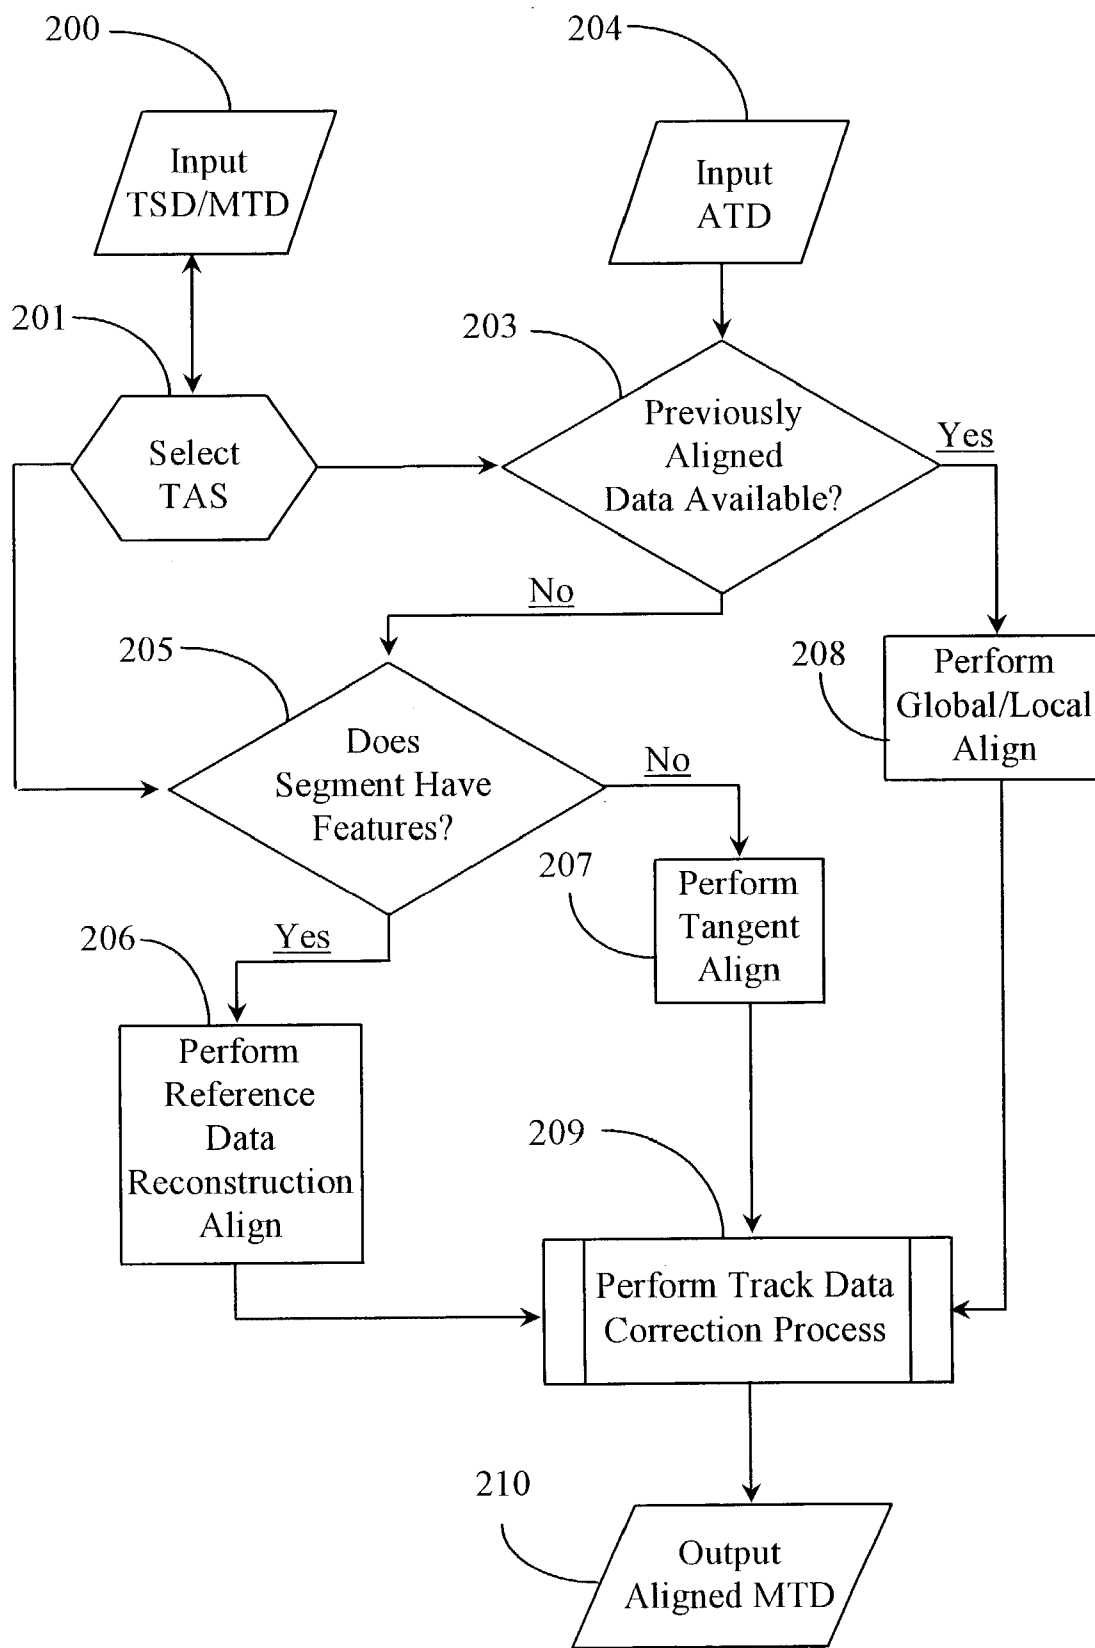 200
204
Input
TSD/MTD
Input
ATD
201
203
Select
TAS
Previously
Aligned
Data Available?
Yes
No
205
208
Perform
Global/Local
Align
Does
Segment Have
Features?
No
207
Perform
Tangent
Align
Yes
206
Perform
Reference
Data
Reconstruction
Align
209
Perform Track Data
Correction Process
210
Output
Aligned MTD